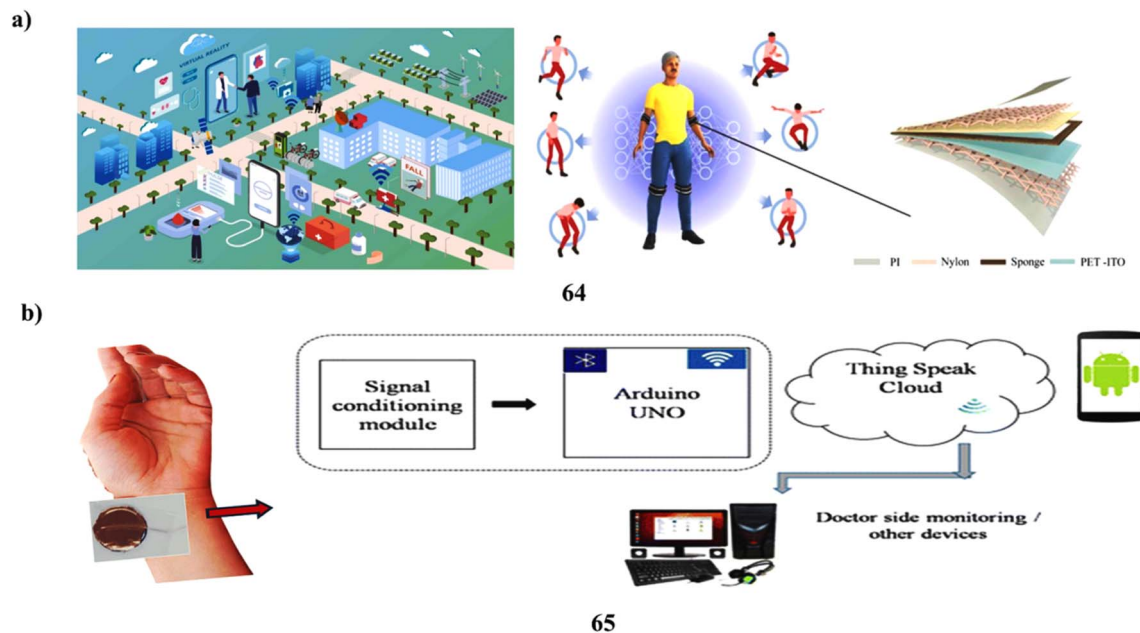 a)
VIRTUAL REALITY
FALL
PI
Nylon
Sponge
PET -ITO
64
b)
Signal
conditioning
module
Arduino
UNO
Thing Speak
Cloud
Doctor side monitoring /
other devices
65